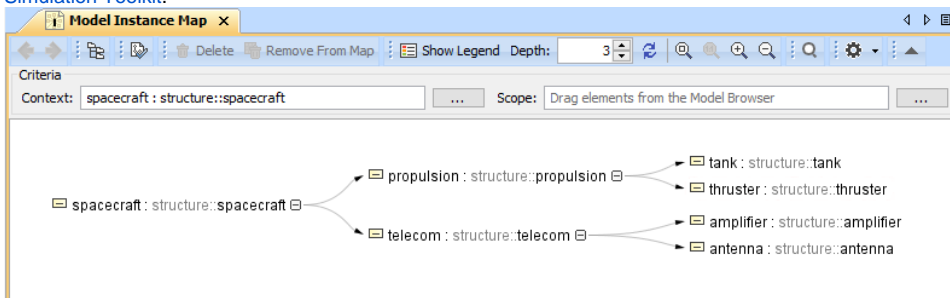 Simulation Toolkit.
Model Instance Map
Delete Remove From Map Show Legend Depth: 3
Criteria
Context: spacecraft : structure::spacecraft ... Scope: Drag elements from the Model Browser ...
tank : structure::tank
propulsion : structure::propulsion
thruster : structure::thruster
spacecraft : structure::spacecraft
amplifier : structure::amplifier
telecom : structure::telecom
antenna : structure::antenna